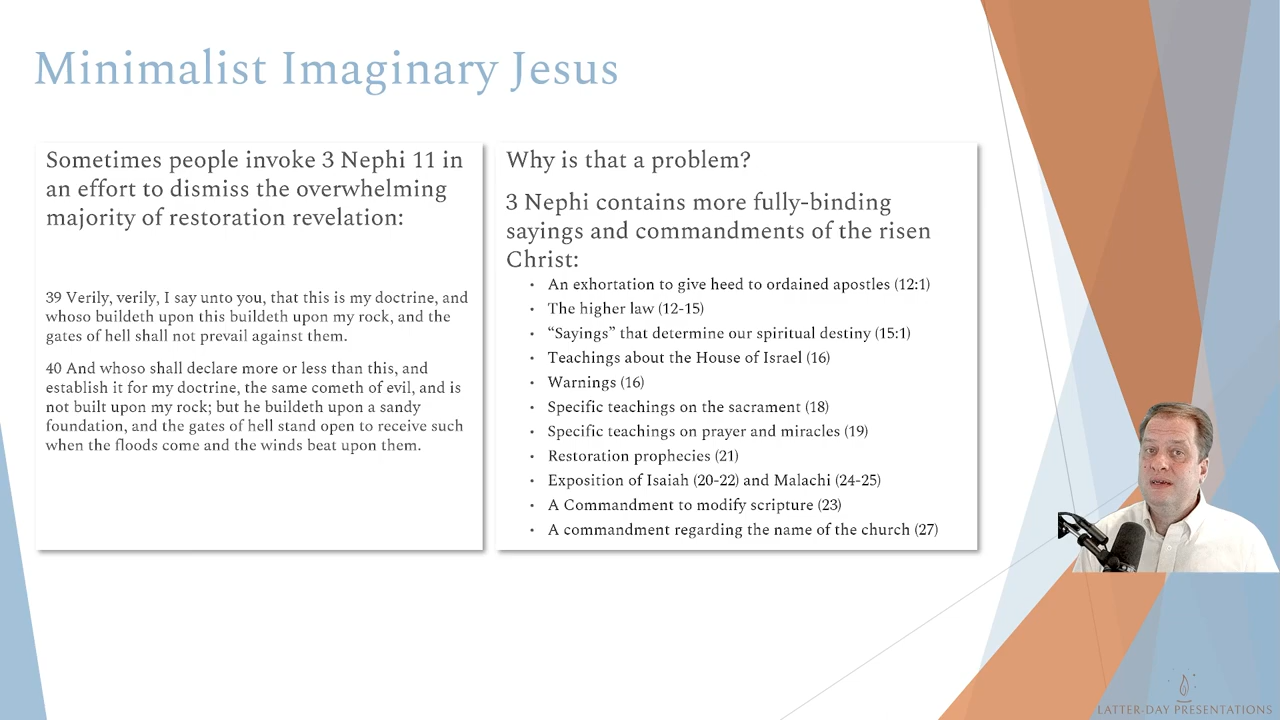 Minimalist Imaginary Jesus
Sometimes people invoke 3 Nephi 11 in
an effort to dismiss the overwhelming
majority of restoration revelation:
39 Verily, verily, I say unto you, that this is my doctrine, and
whoso buildeth upon this buildeth upon my rock, and the
gates of hell shall not prevail against them.
40 And whoso shall declare more or less than this, and
establish it for my doctrine, the same cometh of evil, and is
not built upon my rock; but he buildeth upon a sandy
foundation, and the gates of hell stand open to receive such
when the floods come and the winds beat upon them.
Why is that a problem?
3 Nephi contains more fully-binding
sayings and commandments of the risen
Christ:
• An exhortation to give heed to ordained apostles (12:1)
• The higher law (12-15)
• “Sayings” that determine our spiritual destiny (15:1)
• Teachings about the House of Israel (16)
• Warnings (16)
• Specific teachings on the sacrament (18)
• Specific teachings on prayer and miracles (19)
• Restoration prophecies (21)
• Exposition of Isaiah (20-22) and Malachi (24-25)
• A Commandment to modify scripture (23)
• A commandment regarding the name of the church (27)
LATTER-DAY PRESENTATIONS